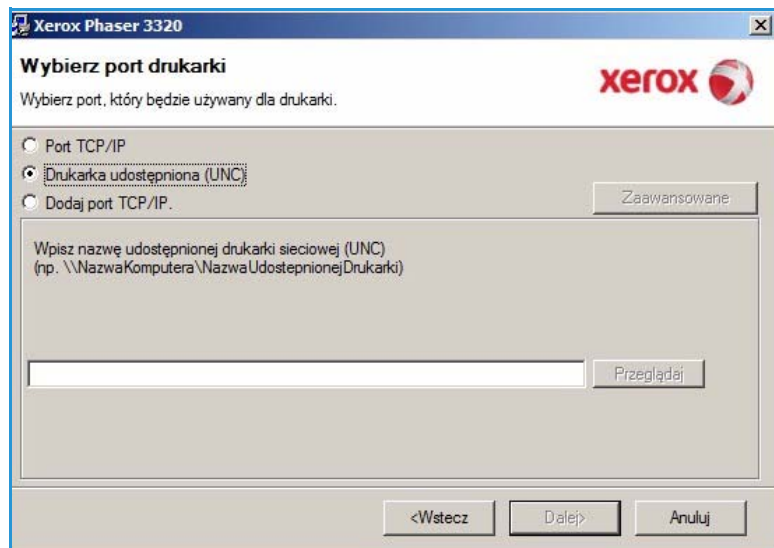 Xerox Phaser 3320
Wybierz port drukarki
Wybierz port, który będzie używany dla drukarki.
xerox
Port TCP/IP
Drukarka udostępniona (UNC)
Dodaj port TCP/IP.
Zaawansowane
Wpisz nazwę udostępnionej drukarki sieciowej (UNC)
(np. \\NazwaKomputera\NazwaUdostepnionejDrukarki)
Przeglądaj
<Wstecz
Dalej>
Anuluj